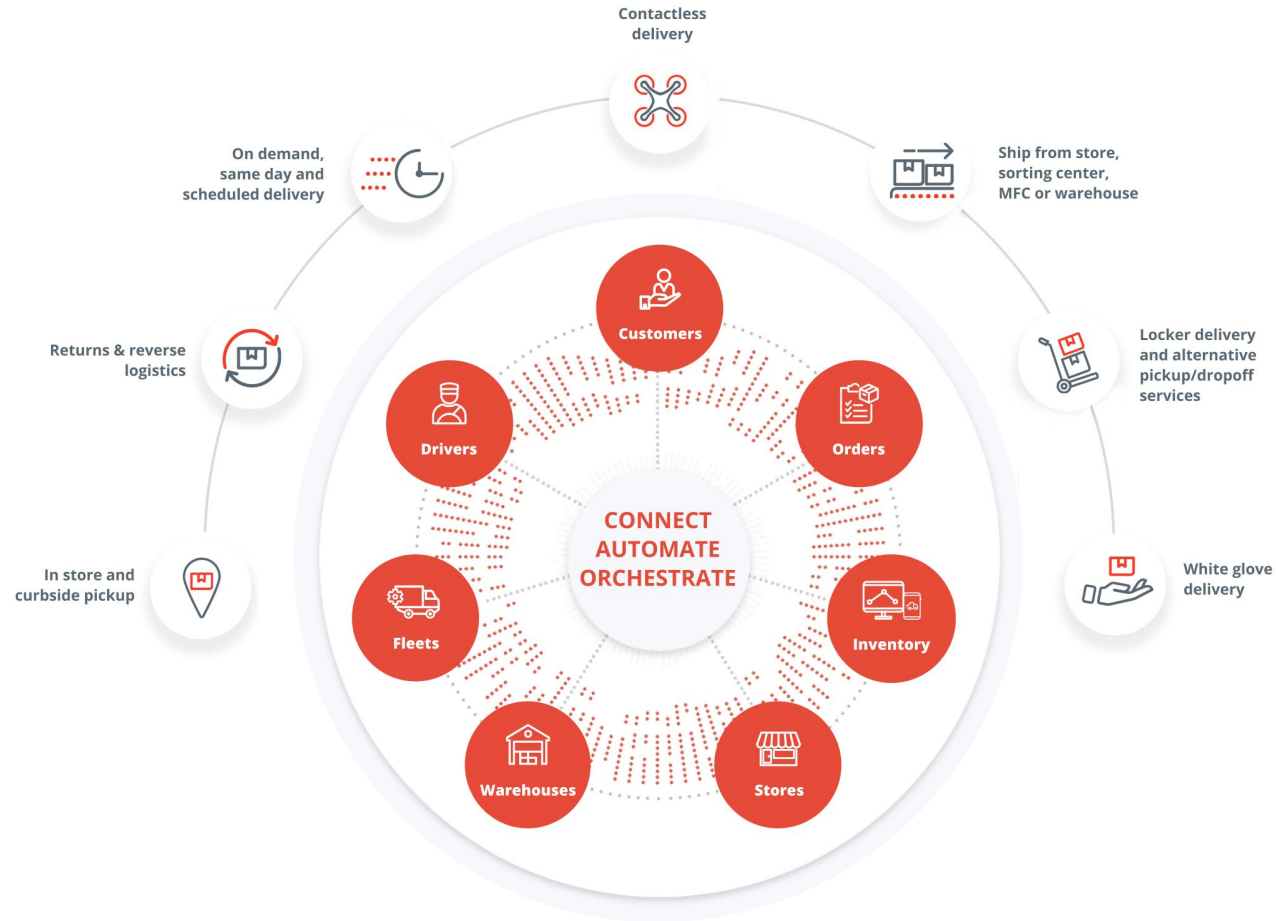 Contactless
delivery
On demand,
same day and
scheduled delivery
Ship from store,
sorting center,
MFC or warehouse
Returns & reverse
logistics
Locker delivery
and alternative
pickup/dropoff
services
In store and
curbside pickup
White glove
delivery
Customers
Drivers
Orders
CONNECT
AUTOMATE
ORCHESTRATE
Fleets
Inventory
Warehouses
Stores